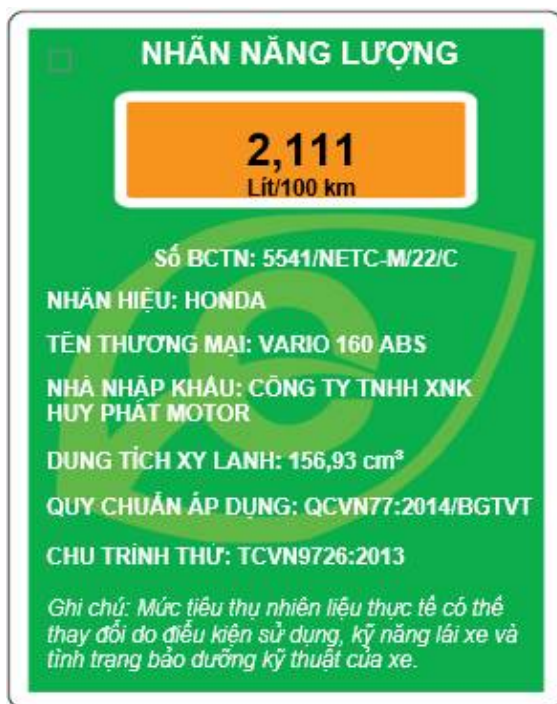 NHÃN NĂNG LƯỢNG
2,111
Lít/100 km
Số BCTN: 5541/NETC-M/22/C
NHÃN HIỆU: HONDA
TÊN THƯƠNG MẠI: VARIO 160 ABS
NHÀ NHẬP KHẨU: CÔNG TY TNHH XNK
HUY PHÁT MOTOR
DUNG TÍCH XY LANH: 156,93 cm³
QUY CHUẨN ÁP DỤNG: QCVN77:2014/BGTVT
CHU TRÌNH THỬ: TCVN9726:2013
Ghi chú: Mức tiêu thụ nhiên liệu thực tế có thể
thay đổi do điều kiện sử dụng, kỹ năng lái xe và
tình trạng bảo dưỡng kỹ thuật của xe.